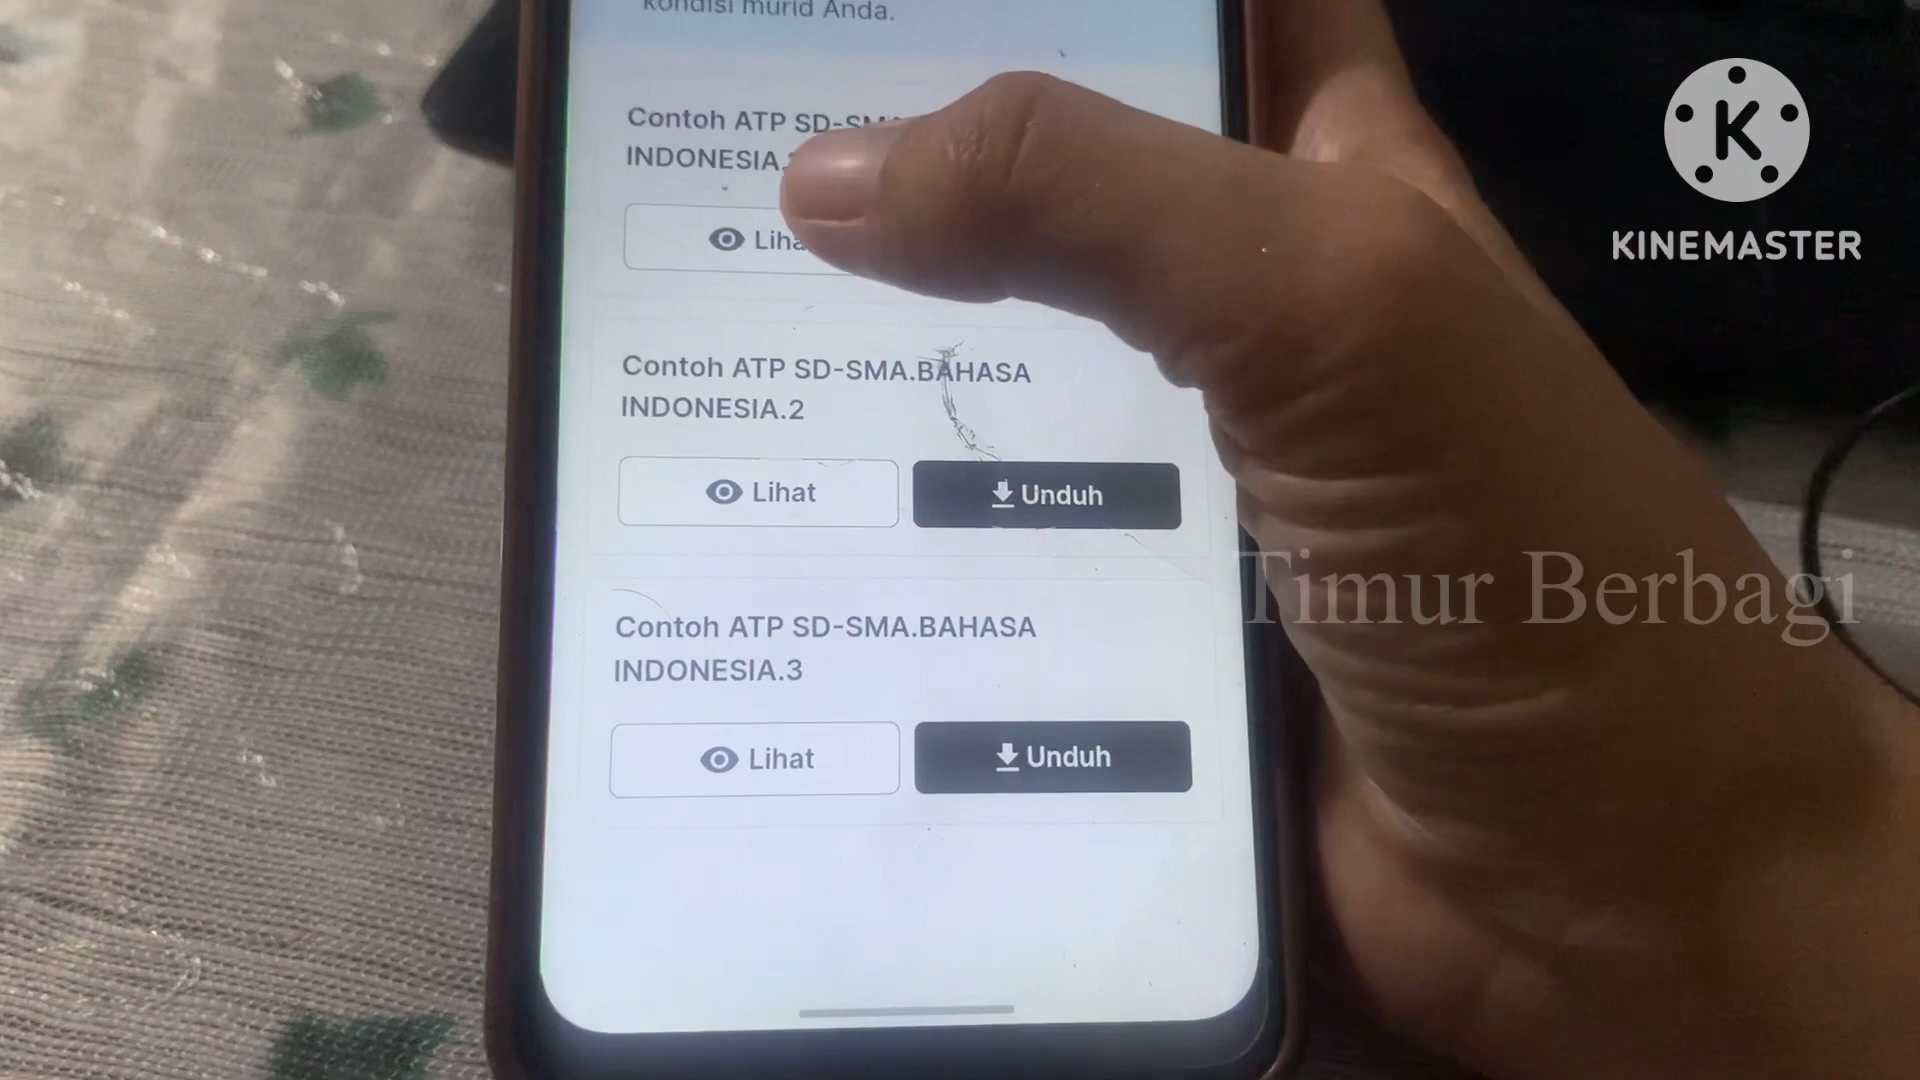 kondisi murid Anda.
Contoh ATP
INDONESIA.
Contoh ATP SD-SMA.BAHASA
INDONESIA.2
Lihat
Unduh
Contoh ATP SD-SMA.BAHASA
INDONESIA.3
Lihat
Unduh
K
KINEMASTER
Timur Berbagi